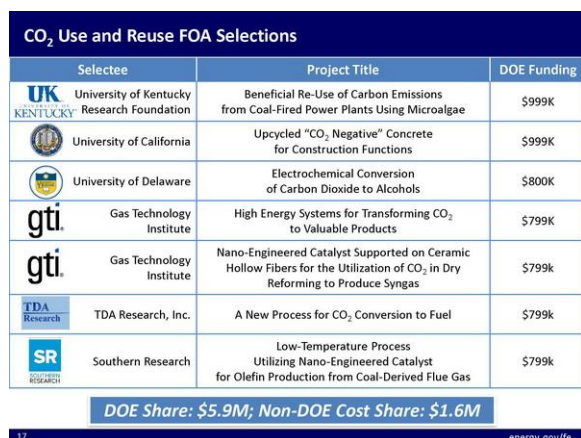 CO₂ Use and Reuse FOA Selections
Selectee Project Title DOE Funding
UK
UNIVERSITY OF
KENTUCKY
University of Kentucky
Research Foundation
Beneficial Re-Use of Carbon Emissions
from Coal-Fired Power Plants Using Microalgae
$999K
University of California
Upcycled “CO₂ Negative” Concrete
for Construction Functions
$999K
University of Delaware
Electrochemical Conversion
of Carbon Dioxide to Alcohols
$800K
gti.
Gas Technology
Institute
High Energy Systems for Transforming CO₂
to Valuable Products
$799K
gti.
Gas Technology
Institute
Nano-Engineered Catalyst Supported on Ceramic
Hollow Fibers for the Utilization of CO₂ in Dry
Reforming to Produce Syngas
$799k
TDA
Research
TDA Research, Inc.
A New Process for CO₂ Conversion to Fuel
$799k
SR
SOUTHERN
RESEARCH
Southern Research
Low-Temperature Process
Utilizing Nano-Engineered Catalyst
for Olefin Production from Coal-Derived Flue Gas
$799k
DOE Share: $5.9M; Non-DOE Cost Share: $1.6M
17 energy.gov/fe